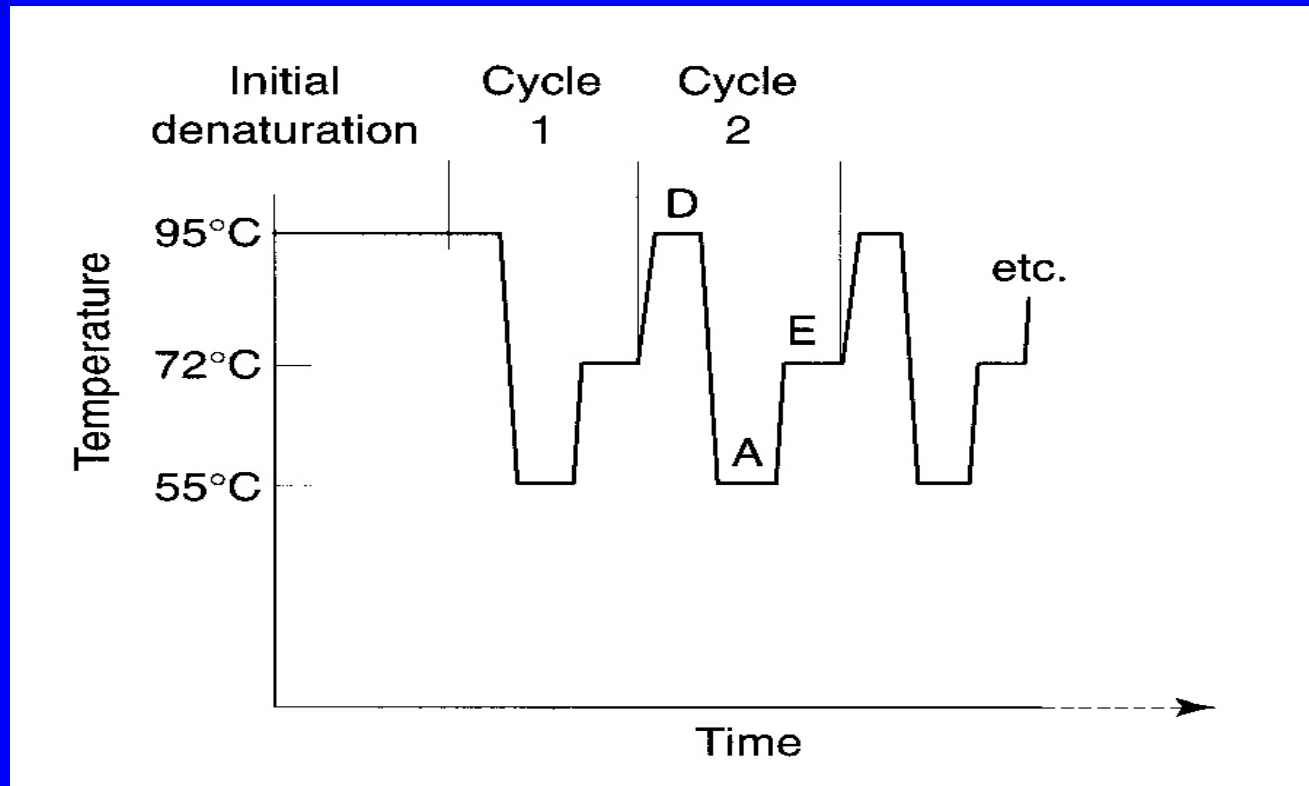 Initial
denaturation
Cycle
1
Cycle
2
D
95°C
etc.
E
72°C
A
55°C
Temperature
Time